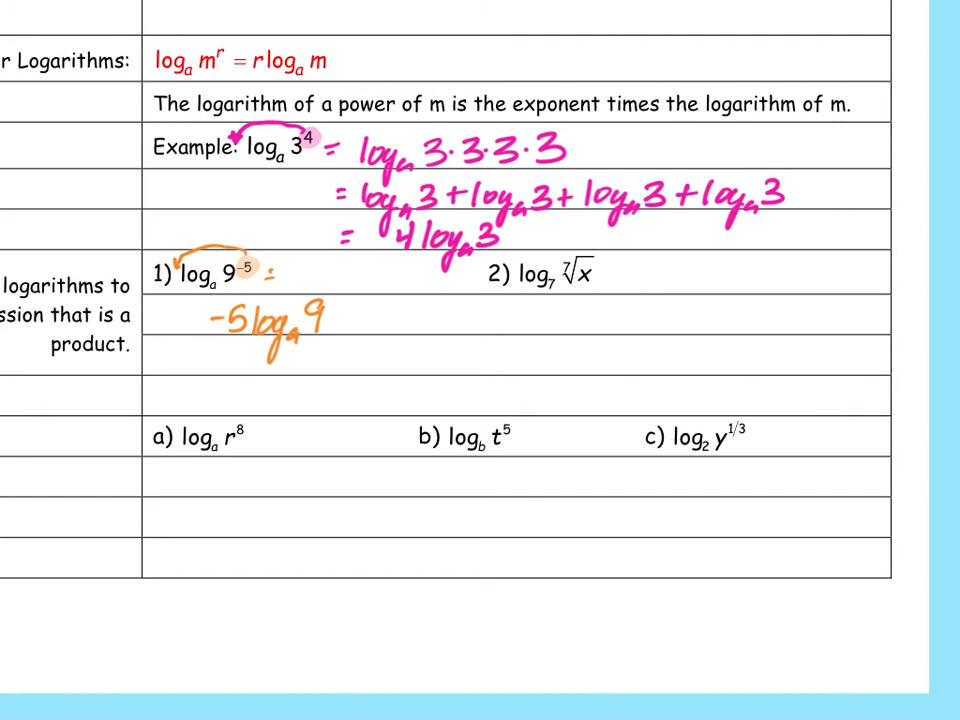 r Logarithms: logₐ mʳ = r logₐ m
The logarithm of a power of m is the exponent times the logarithm of m.
Example: logₐ 3⁴ = logₐ 3·3·3·3
= logₐ 3 + logₐ 3 + logₐ 3 + logₐ 3
= 4 logₐ 3
1) logₐ 9⁻⁵ = 2) log₇ ⁷√x
logarithms to
ssion that is a
product.
-5 logₐ 9
a) logₐ r⁸ b) log_b t⁵ c) log₂ y^1/3